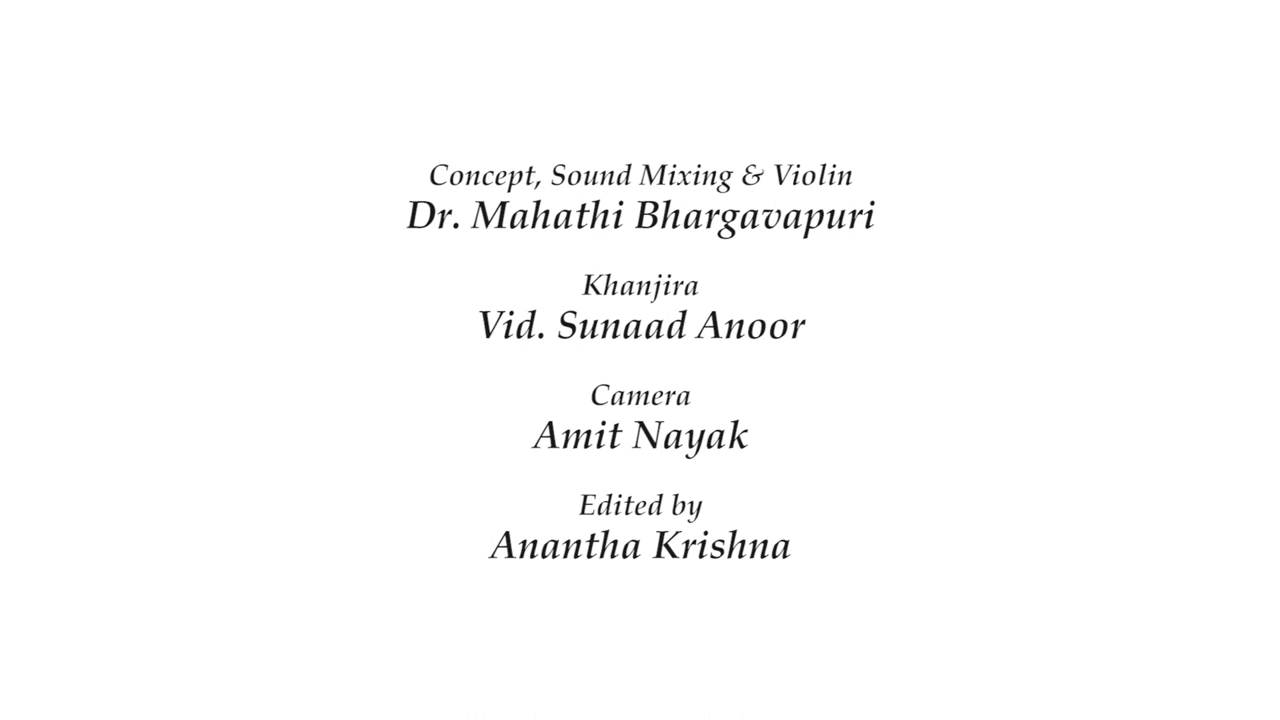 Concept, Sound Mixing & Violin
Dr. Mahathi Bhargavapuri
Khanjira
Vid. Sunaad Anoor
Camera
Amit Nayak
Edited by
Anantha Krishna